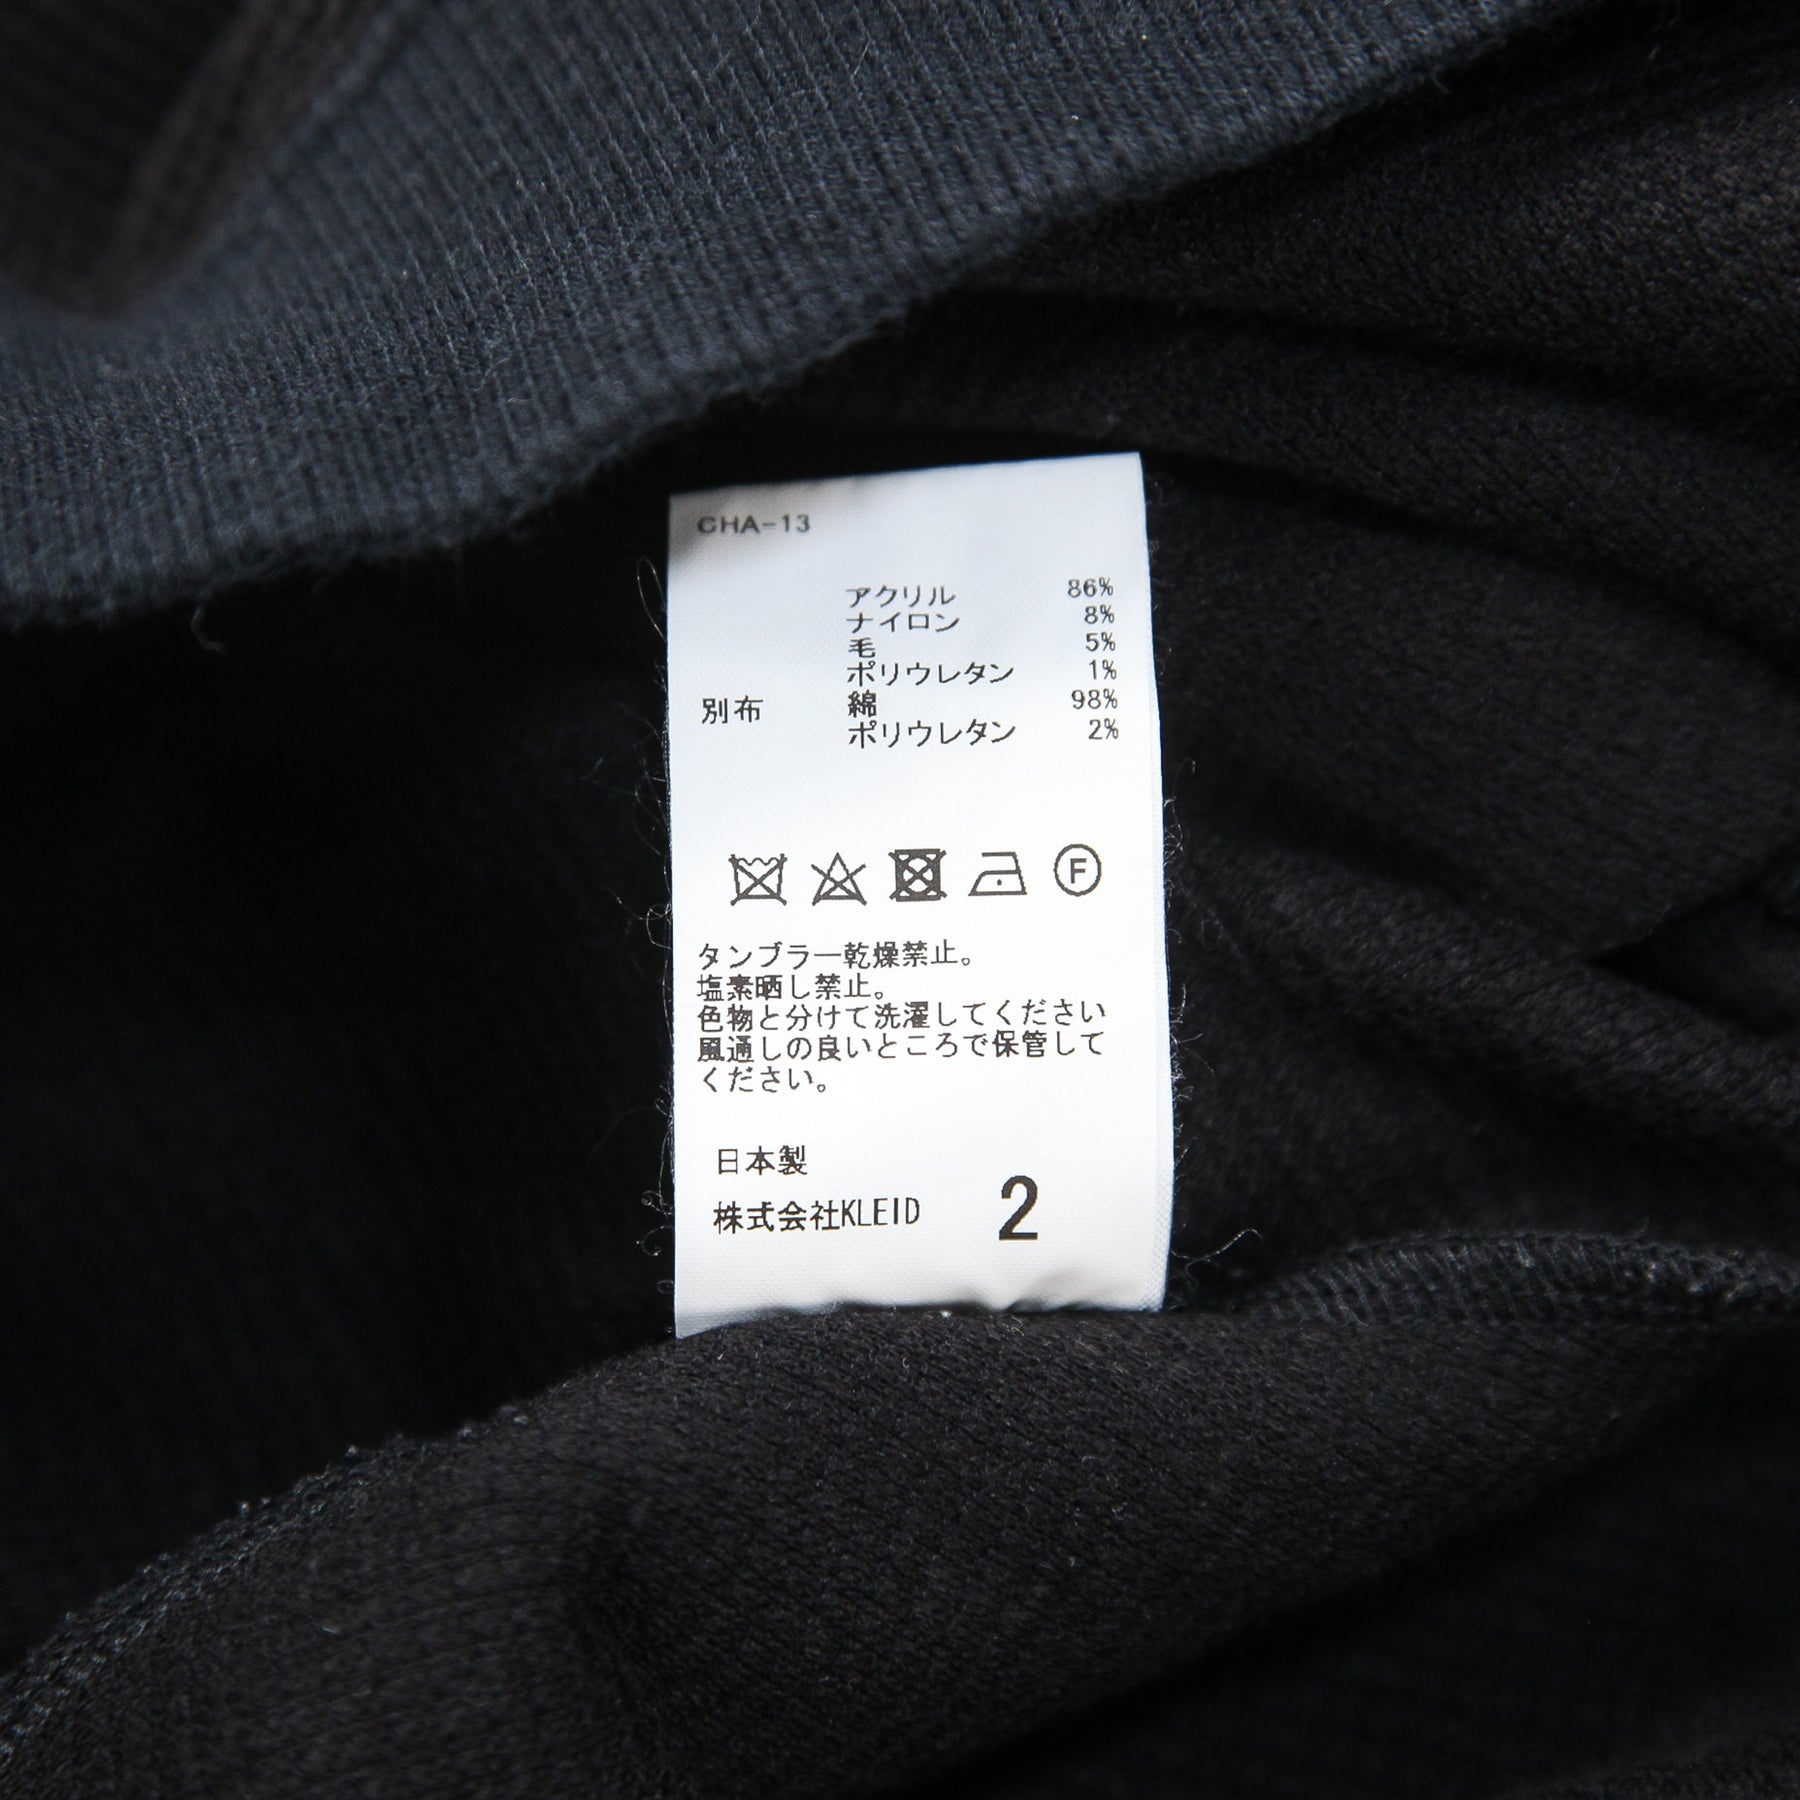 CHA-13
アクリル 86%
ナイロン 8%
毛 5%
ポリウレタン 1%
別布 綿 98%
ポリウレタン 2%
F
タンブラー乾燥禁止。
塩素晒し禁止。
色物と分けて洗濯してください
風通しの良いところで保管して
ください。
日本製
株式会社KLEID 2